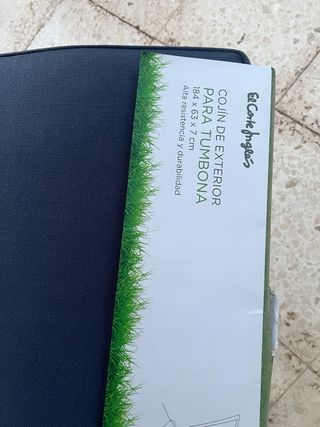 El Corte Inglés
COJÍN DE EXTERIOR
PARA TUMBONA
184 x 63 x 7 cm
Alta resistencia y durabilidad